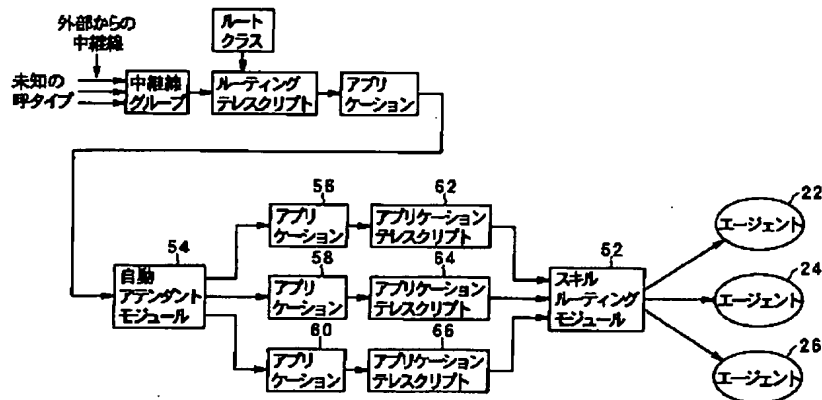 外部からの
中継線
ルート
クラス
未知の
呼タイプ
中継線
グループ
ルーティング
テレスクリプト
アプリ
ケーション
54
自動
アテンダント
モジュール
56
アプリ
ケーション
62
アプリケーション
テレスクリプト
58
アプリ
ケーション
64
アプリケーション
テレスクリプト
60
アプリ
ケーション
66
アプリケーション
テレスクリプト
52
スキル
ルーティング
モジュール
22
エージェント
24
エージェント
26
エージェント